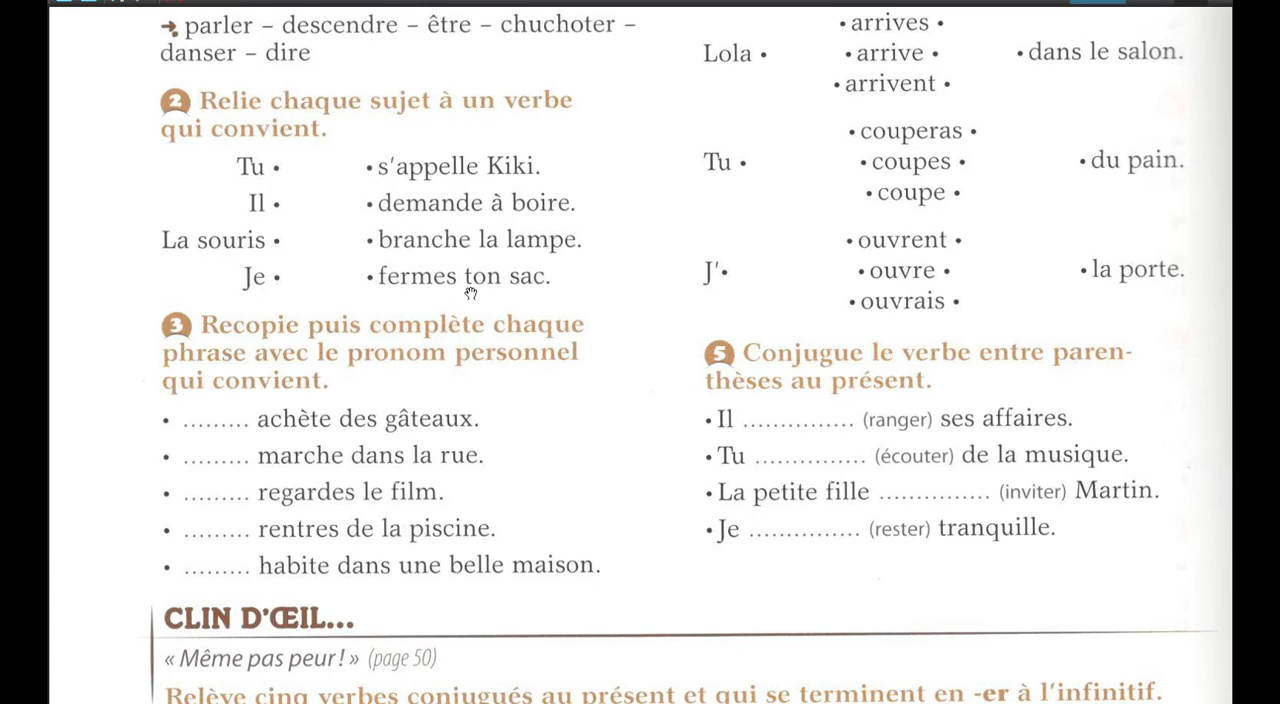 parler – descendre – être – chuchoter –
danser – dire
2 Relie chaque sujet à un verbe
qui convient.
Tu • • s'appelle Kiki.
Il • • demande à boire.
La souris • • branche la lampe.
Je • • fermes ton sac.
3 Recopie puis complète chaque
phrase avec le pronom personnel
qui convient.
• ......... achète des gâteaux.
• ......... marche dans la rue.
• ......... regardes le film.
• ......... rentres de la piscine.
• ......... habite dans une belle maison.
• arrives •
Lola • • arrive • • dans le salon.
• arrivent •
• couperas •
Tu • • coupes • • du pain.
• coupe •
• ouvrent •
J'• • ouvre • • la porte.
• ouvrais •
5 Conjugue le verbe entre paren-
thèses au présent.
• Il ............... (ranger) ses affaires.
• Tu ............... (écouter) de la musique.
• La petite fille ............... (inviter) Martin.
• Je ............... (rester) tranquille.
CLIN D'ŒIL...
« Même pas peur ! » (page 50)
Relève cinq verbes conjugués au présent et qui se terminent en -er à l'infinitif.